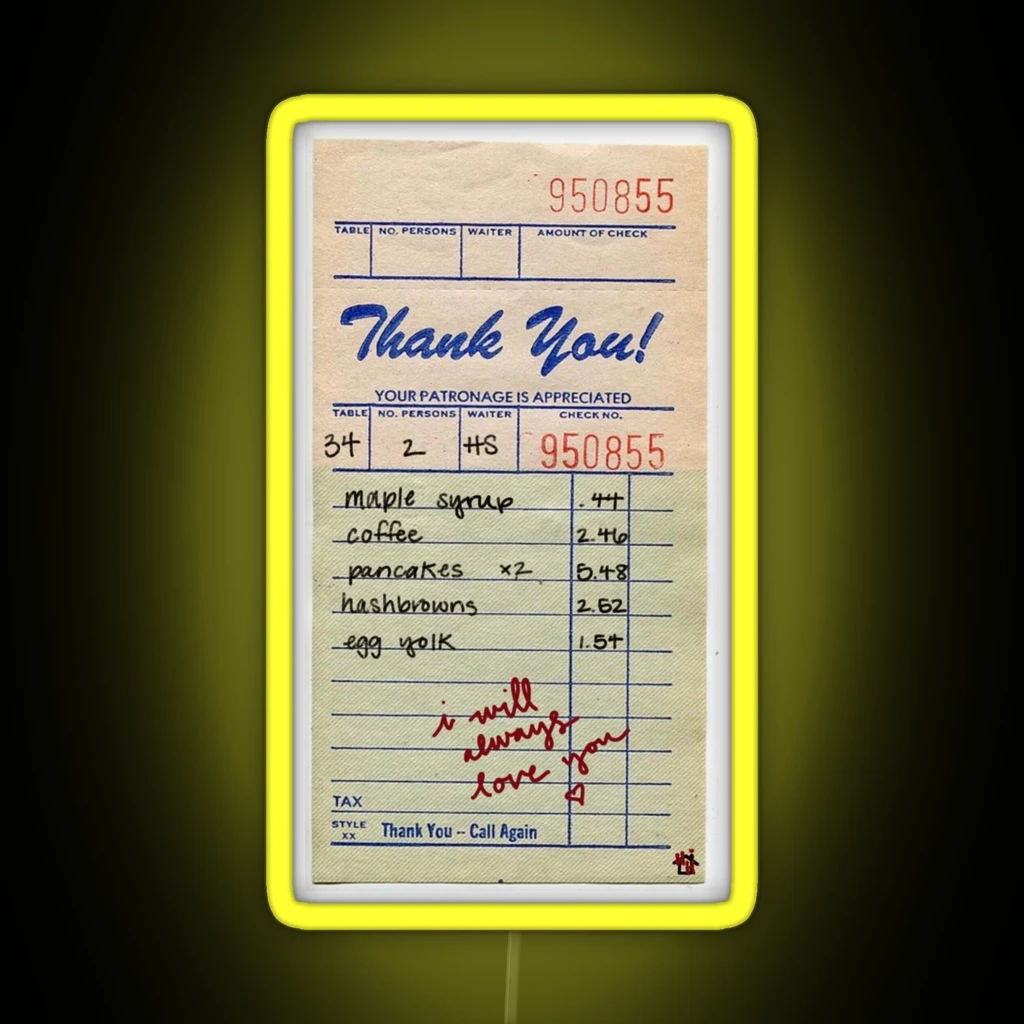 950855
TABLE NO. PERSONS WAITER AMOUNT OF CHECK
Thank You!
YOUR PATRONAGE IS APPRECIATED
TABLE NO. PERSONS WAITER CHECK NO.
34 2 HS 950855
maple syrup .44
coffee 2.46
pancakes x2 5.48
hashbrowns 2.52
egg yolk 1.54
i will
always
love you
TAX
STYLE
XX Thank You -- Call Again